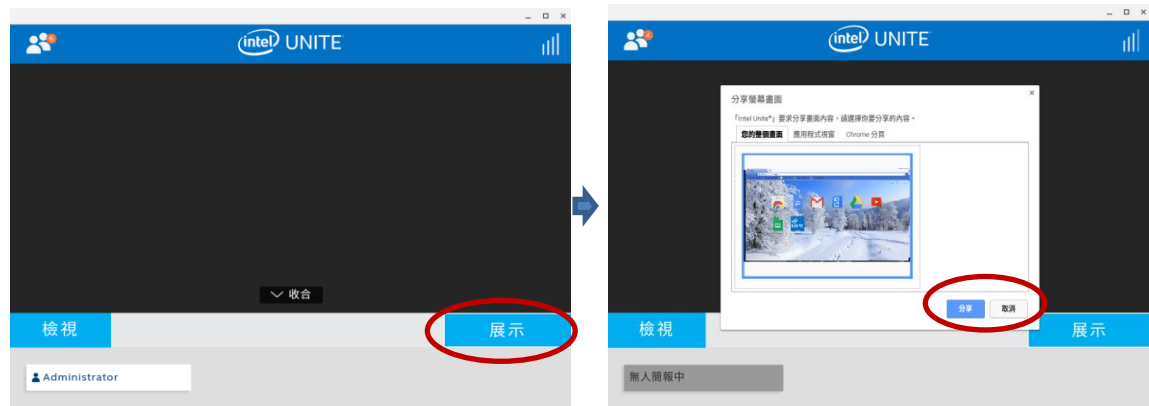 6
intel UNITE
收合
檢視
展示
Administrator
4
intel UNITE
分享螢幕畫面
「Intel Unite®」要求分享畫面內容，請選擇你要分享的內容。
您的整個畫面 應用程式視窗 Chrome 分頁
分享 取消
檢視
展示
無人簡報中